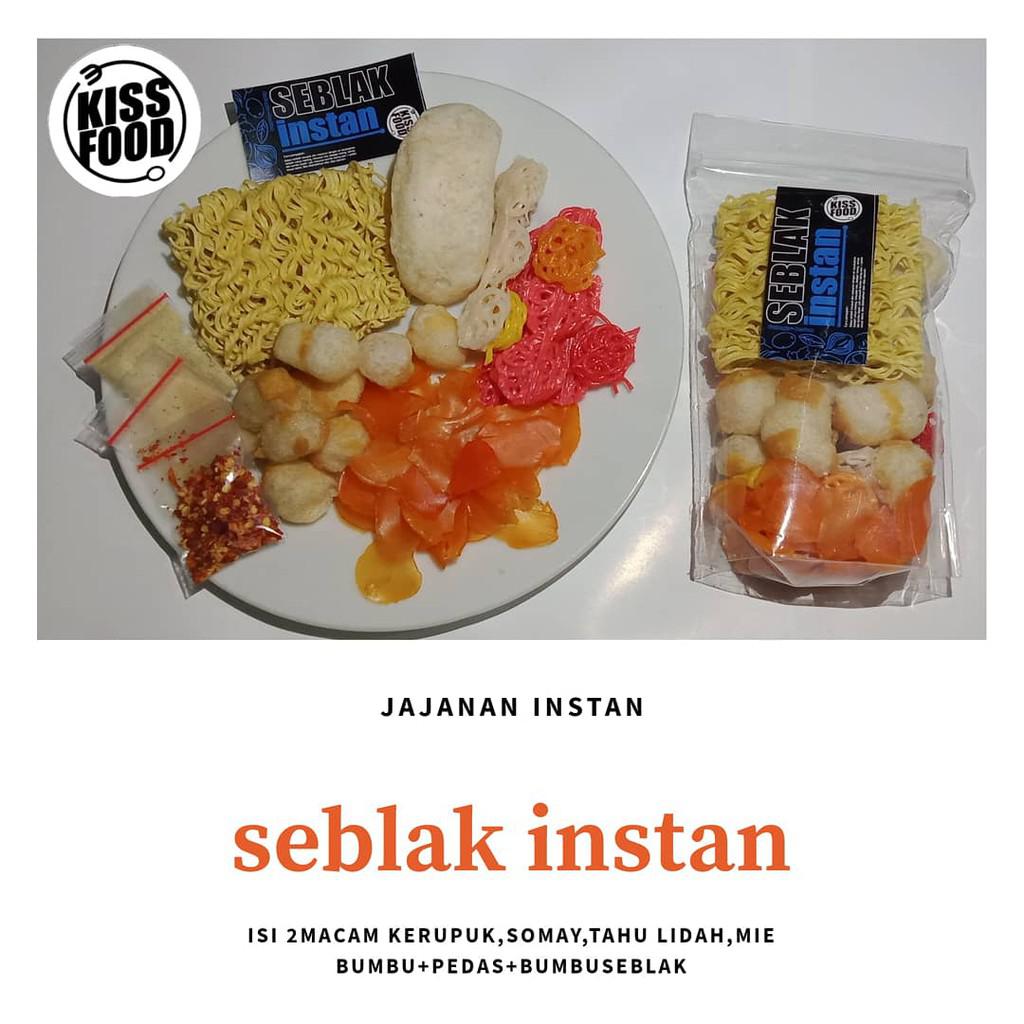 KISS
FOOD
SEBLAK
instan
KISS
FOOD
SEBLAK
instan
JAJANAN INSTAN
seblak instan
ISI 2MACAM KERUPUK,SOMAY,TAHU LIDAH,MIE
BUMBU+PEDAS+BUMBUSEBLAK